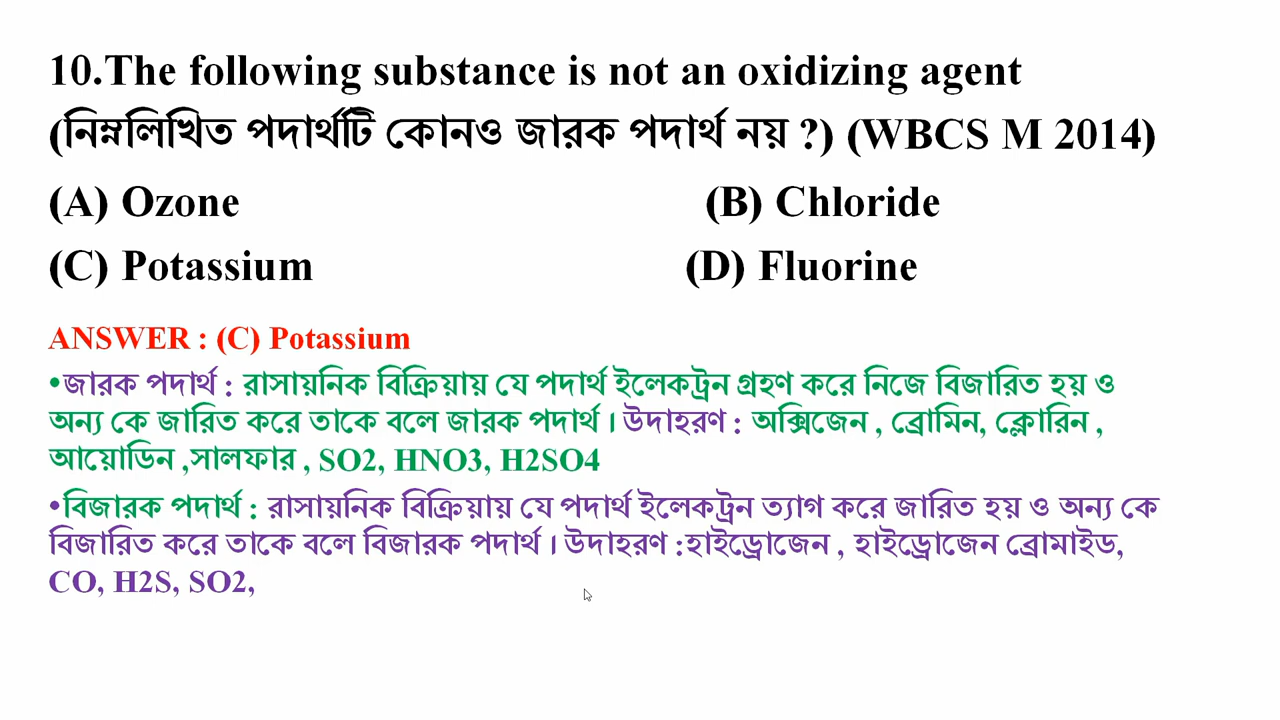 10.The following substance is not an oxidizing agent
(নিম্নলিখিত পদার্থটি কোনও জারক পদার্থ নয় ?) (WBCS M 2014)
(A) Ozone (B) Chloride
(C) Potassium (D) Fluorine
ANSWER : (C) Potassium
•জারক পদার্থ : রাসায়নিক বিক্রিয়ায় যে পদার্থ ইলেকট্রন গ্রহণ করে নিজে বিজারিত হয় ও
অন্য কে জারিত করে তাকে বলে জারক পদার্থ। উদাহরণ : অক্সিজেন , ব্রোমিন, ক্লোরিন ,
আয়োডিন ,সালফার , SO2, HNO3, H2SO4
•বিজারক পদার্থ : রাসায়নিক বিক্রিয়ায় যে পদার্থ ইলেকট্রন ত্যাগ করে জারিত হয় ও অন্য কে
বিজারিত করে তাকে বলে বিজারক পদার্থ। উদাহরণ :হাইড্রোজেন , হাইড্রোজেন ব্রোমাইড,
CO, H2S, SO2,